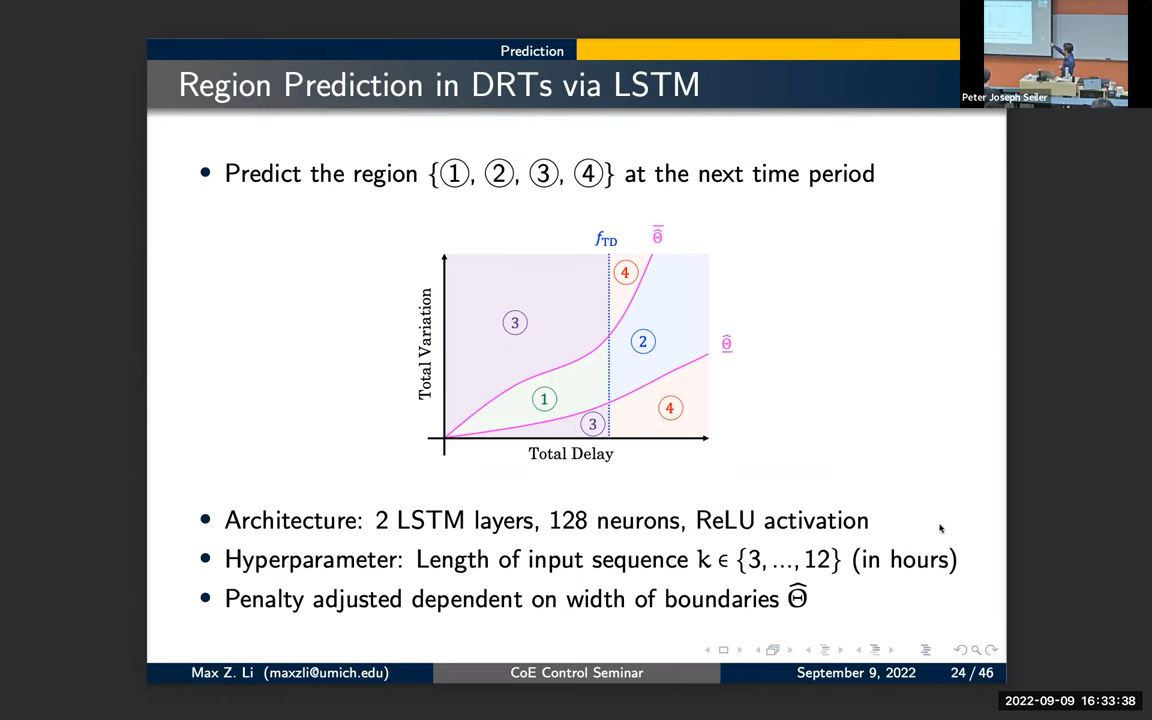 Prediction
Region Prediction in DRTs via LSTM
Peter Joseph Seiler
• Predict the region {①, ②, ③, ④} at the next time period
f_TD
Θ̂̅
4
3
2
Θ̲̂
1
4
3
Total Variation
Total Delay
• Architecture: 2 LSTM layers, 128 neurons, ReLU activation
• Hyperparameter: Length of input sequence k ∈ {3, ..., 12} (in hours)
• Penalty adjusted dependent on width of boundaries Θ̂
Max Z. Li (maxzli@umich.edu)
CoE Control Seminar
September 9, 2022
24 / 46
2022-09-09 16:33:38